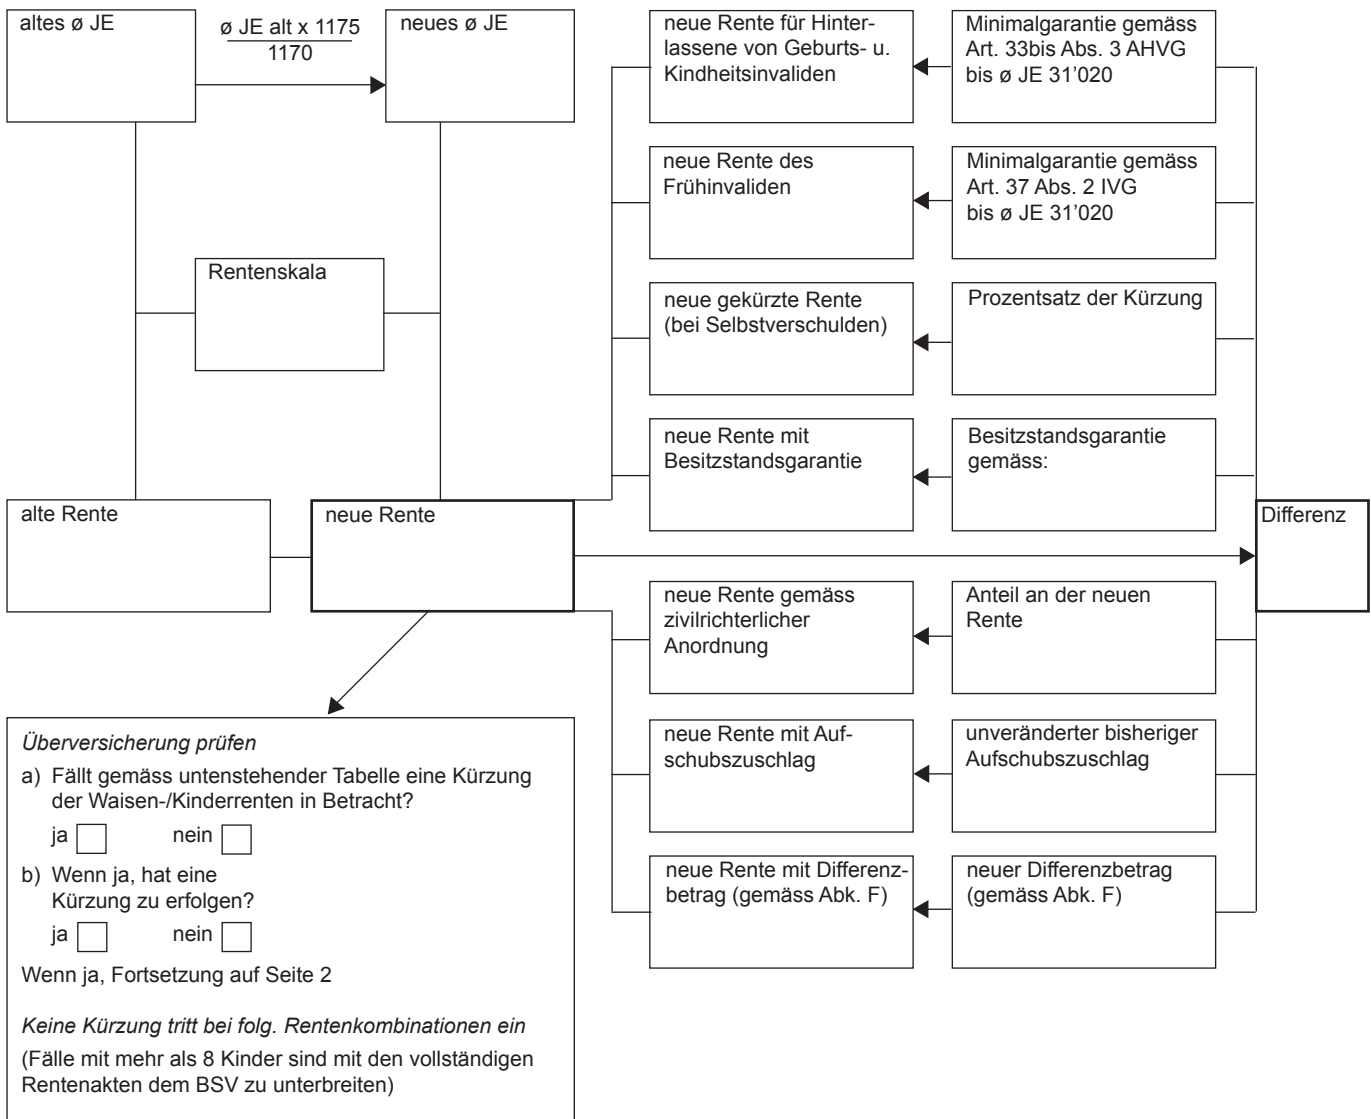 altes ø JE
ø JE alt x 1175
1170
neues ø JE
Rentenskala
alte Rente
neue Rente
neue Rente für Hinter-
lassene von Geburts- u.
Kindheitsinvaliden
Minimalgarantie gemäss
Art. 33bis Abs. 3 AHVG
bis ø JE 31’020
neue Rente des
Frühinvaliden
Minimalgarantie gemäss
Art. 37 Abs. 2 IVG
bis ø JE 31’020
neue gekürzte Rente
(bei Selbstverschulden)
Prozentsatz der Kürzung
neue Rente mit
Besitzstandsgarantie
Besitzstandsgarantie
gemäss:
Differenz
neue Rente gemäss
zivilrichterlicher
Anordnung
Anteil an der neuen
Rente
neue Rente mit Auf-
schubszuschlag
unveränderter bisheriger
Aufschubszuschlag
neue Rente mit Differenz-
betrag (gemäss Abk. F)
neuer Differenzbetrag
(gemäss Abk. F)
Überversicherung prüfen
a) Fällt gemäss untenstehender Tabelle eine Kürzung
der Waisen-/Kinderrenten in Betracht?
ja nein
b) Wenn ja, hat eine
Kürzung zu erfolgen?
ja nein
Wenn ja, Fortsetzung auf Seite 2
Keine Kürzung tritt bei folg. Rentenkombinationen ein
(Fälle mit mehr als 8 Kinder sind mit den vollständigen
Rentenakten dem BSV zu unterbreiten)